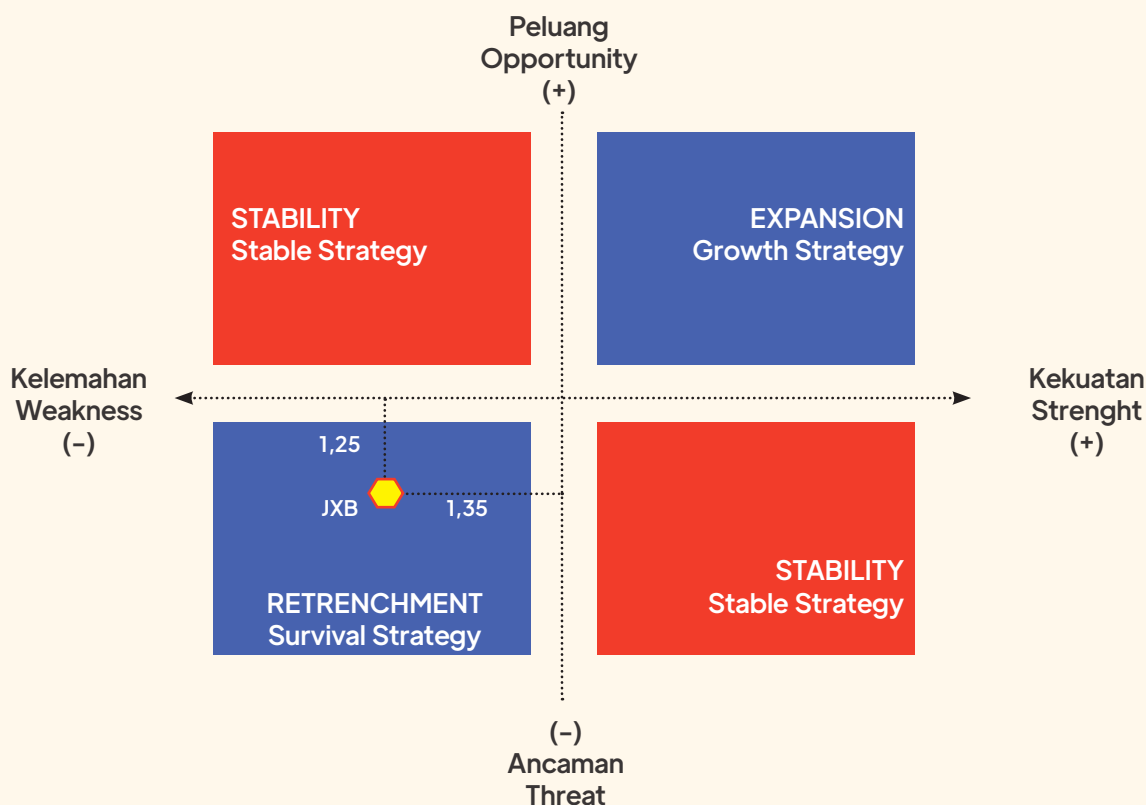 Peluang
Opportunity
(+)
STABILITY
Stable Strategy
EXPANSION
Growth Strategy
Kelemahan
Weakness
(-)
Kekuatan
Strenght
(+)
1,25
JXB
1,35
RETRENCHMENT
Survival Strategy
STABILITY
Stable Strategy
(-)
Ancaman
Threat